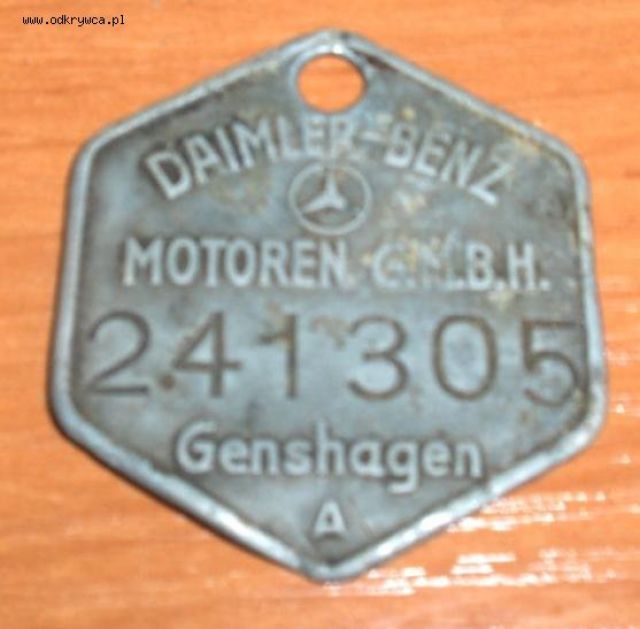 www.odkrywca.pl
DAIMLER-BENZ
MOTOREN G.M.B.H.
241305
Genshagen
A